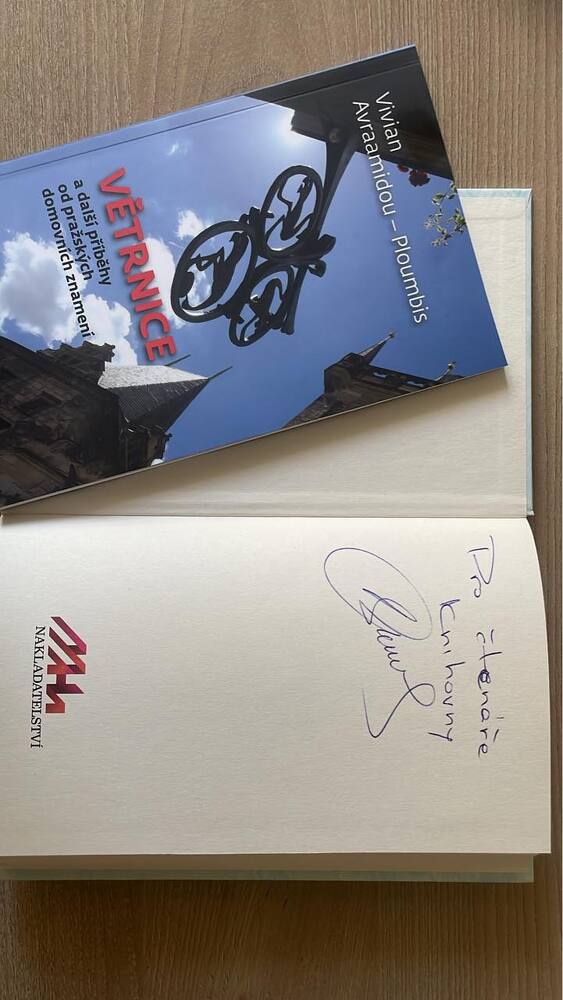 Vivian
Avraamidou – Ploumbis
VĚTRNICE
a další příběhy
od pražských
domovních znamení
Pro čtenáře
Knihovny
NAKLADATELSTVÍ